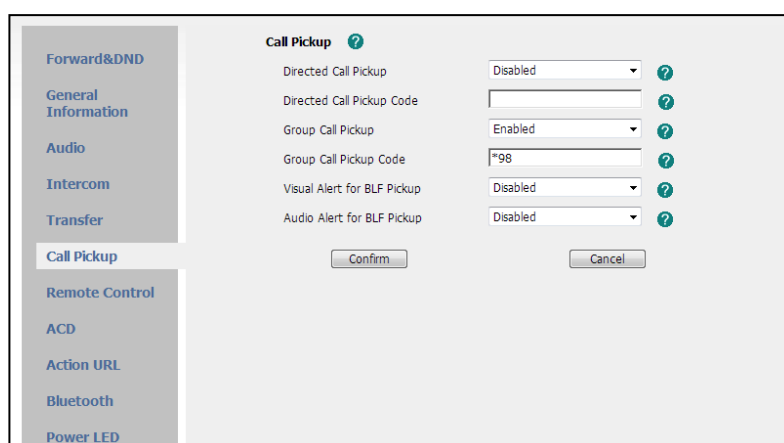 Forward&DND
General
Information
Audio
Intercom
Transfer
Call Pickup
Remote Control
ACD
Action URL
Bluetooth
Power LED
Call Pickup ?
Directed Call Pickup Disabled ?
Directed Call Pickup Code ?
Group Call Pickup Enabled ?
Group Call Pickup Code *98 ?
Visual Alert for BLF Pickup Disabled ?
Audio Alert for BLF Pickup Disabled ?
Confirm Cancel